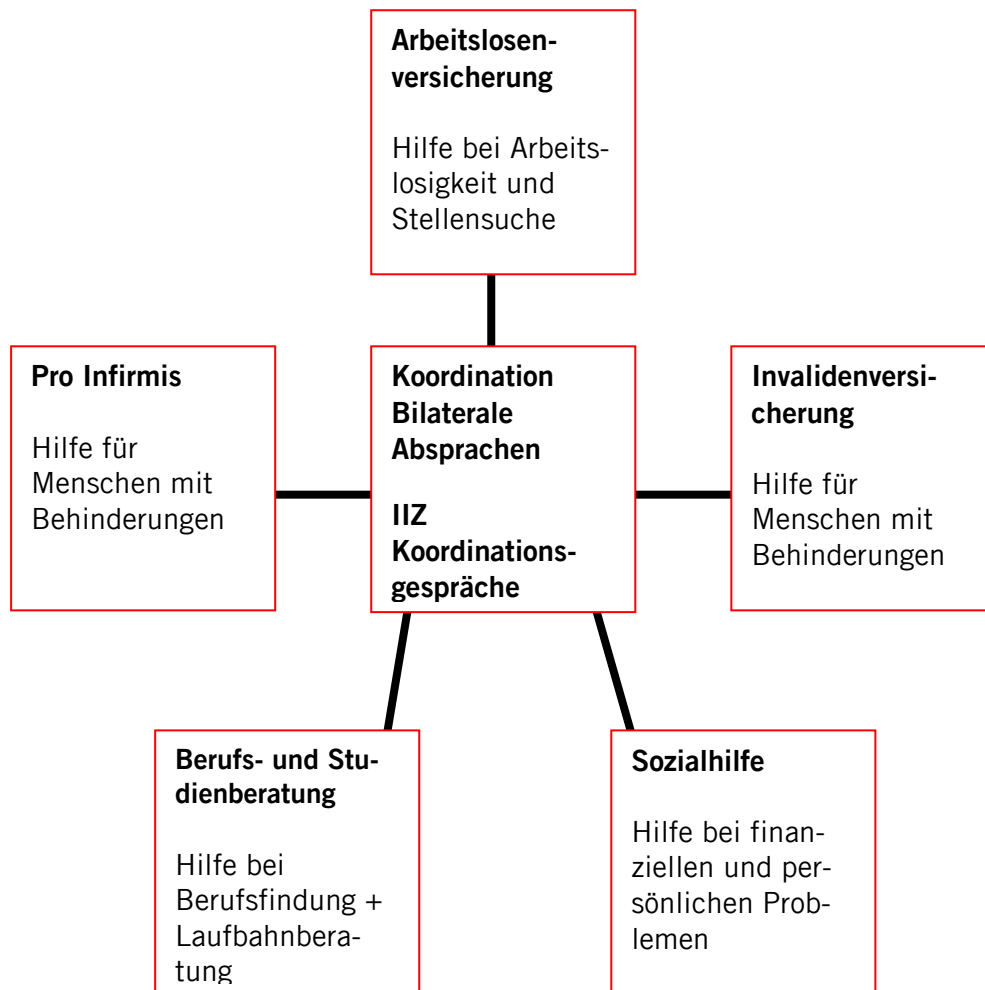 Arbeitslosen-
versicherung
Hilfe bei Arbeits-
losigkeit und
Stellensuche
Pro Infirmis
Hilfe für
Menschen mit
Behinderungen
Koordination
Bilaterale
Absprachen
IIZ
Koordinations-
gespräche
Invalidenversi-
cherung
Hilfe für
Menschen mit
Behinderungen
Berufs- und Stu-
dienberatung
Hilfe bei
Berufsfindung +
Laufbahnbera-
tung
Sozialhilfe
Hilfe bei finan-
ziellen und per-
sönlichen Prob-
lemen